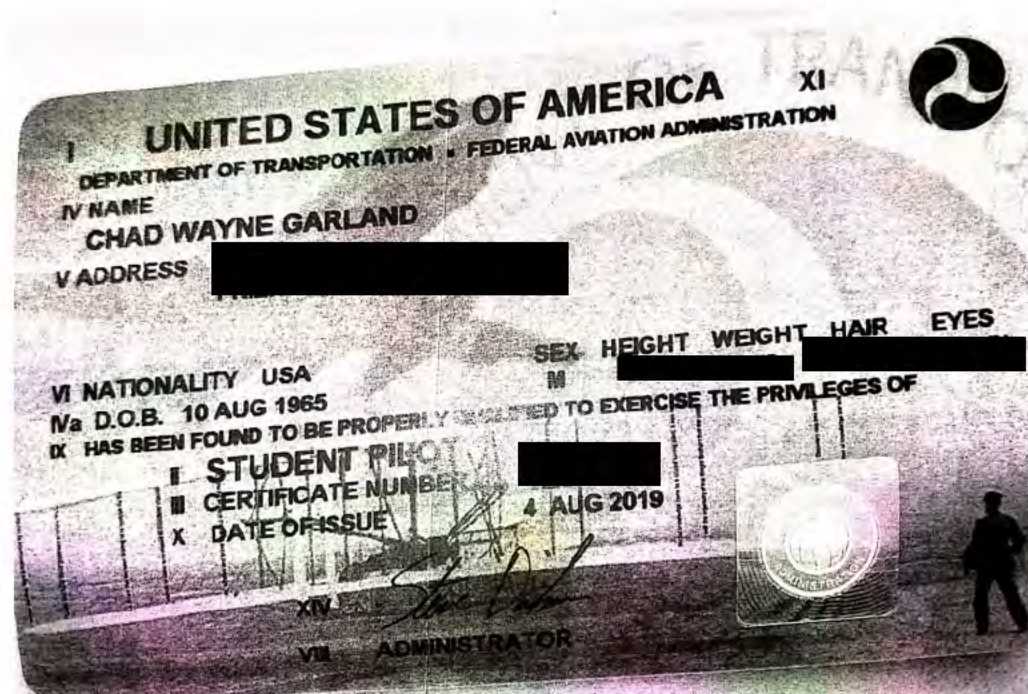 TRAN
I UNITED STATES OF AMERICA XI
DEPARTMENT OF TRANSPORTATION • FEDERAL AVIATION ADMINISTRATION
IV NAME
CHAD WAYNE GARLAND
V ADDRESS
SEX HEIGHT WEIGHT HAIR EYES
VI NATIONALITY USA M
IVa D.O.B. 10 AUG 1965
IX HAS BEEN FOUND TO BE PROPERLY QUALIFIED TO EXERCISE THE PRIVILEGES OF
II STUDENT PILOT
III CERTIFICATE NUMBER
X DATE OF ISSUE 4 AUG 2019
XIV
VIII ADMINISTRATOR